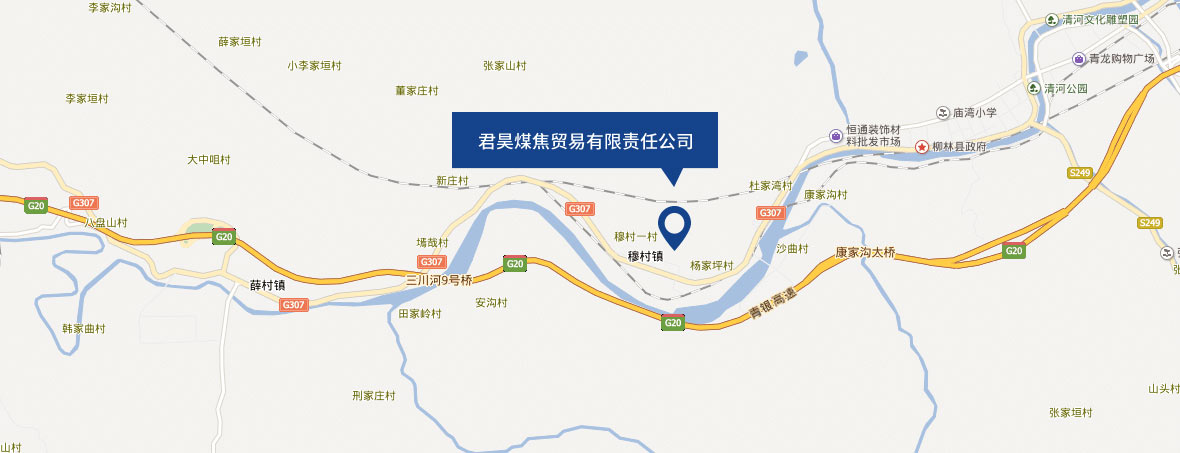 李家沟村
清河文化雕塑园
薛家垣村
青龙购物广场
小李家垣村
张家山村
董家庄村
清河公园
李家垣村
庙湾小学
恒通装饰材
料批发市场
君昊煤焦贸易有限责任公司
柳林县政府
大中咀村
S249
新庄村
杜家湾村
康家沟村
G20
G307
G307
G307
八盘山村
S249
G20
穆村一村
墕哉村
沙曲村
康家沟大桥
G20
穆村镇
G307
G20
杨家坪村
张
三川河9号桥
薛村镇
青银高速
G307
安沟村
田家岭村
G20
韩家曲村
刑家庄村
山头村
张家垣村
山村